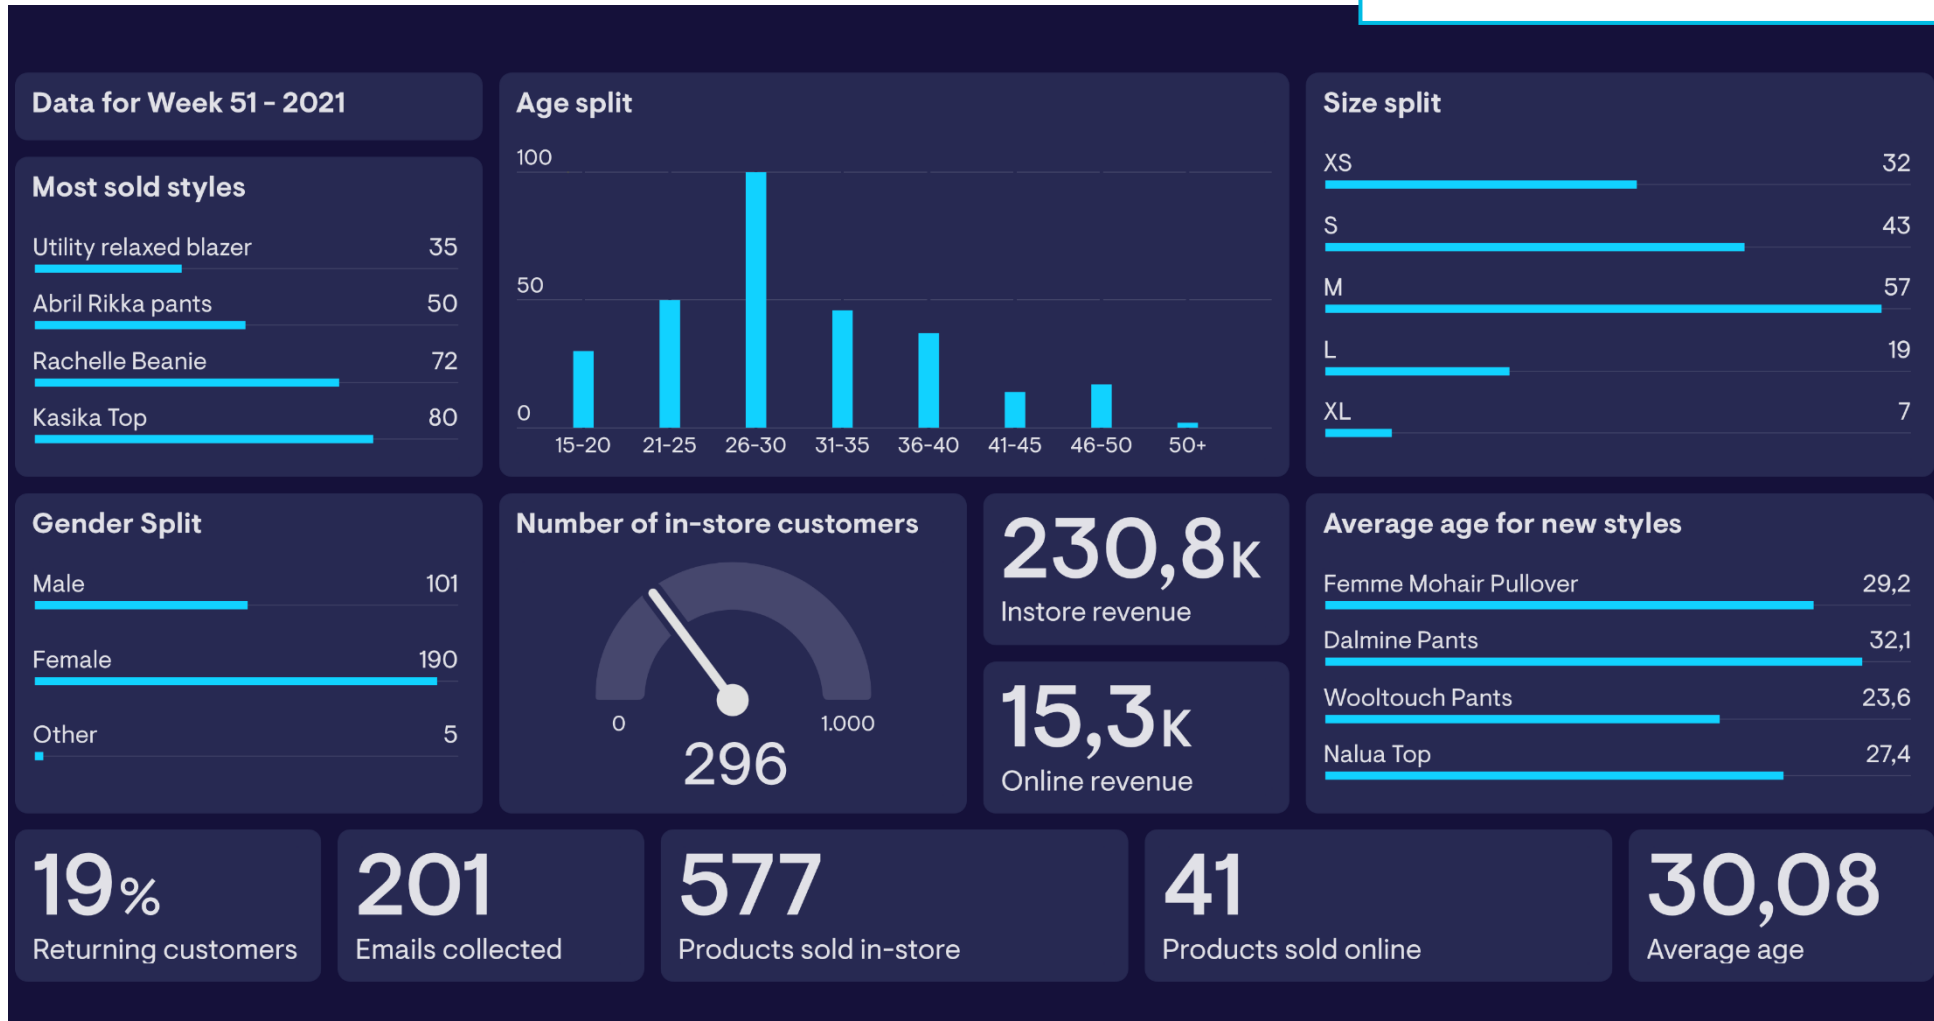 Data for Week 51 - 2021
Most sold styles
Utility relaxed blazer 35
Abril Rikka pants 50
Rachelle Beanie 72
Kasika Top 80
Age split
100
50
0
15-20 21-25 26-30 31-35 36-40 41-45 46-50 50+
Size split
XS 32
S 43
M 57
L 19
XL 7
Gender Split
Male 101
Female 190
Other 5
Number of in-store customers
0 1.000
296
230,8K
Instore revenue
15,3K
Online revenue
Average age for new styles
Femme Mohair Pullover 29,2
Dalmine Pants 32,1
Wooltouch Pants 23,6
Nalua Top 27,4
19%
Returning customers
201
Emails collected
577
Products sold in-store
41
Products sold online
30,08
Average age